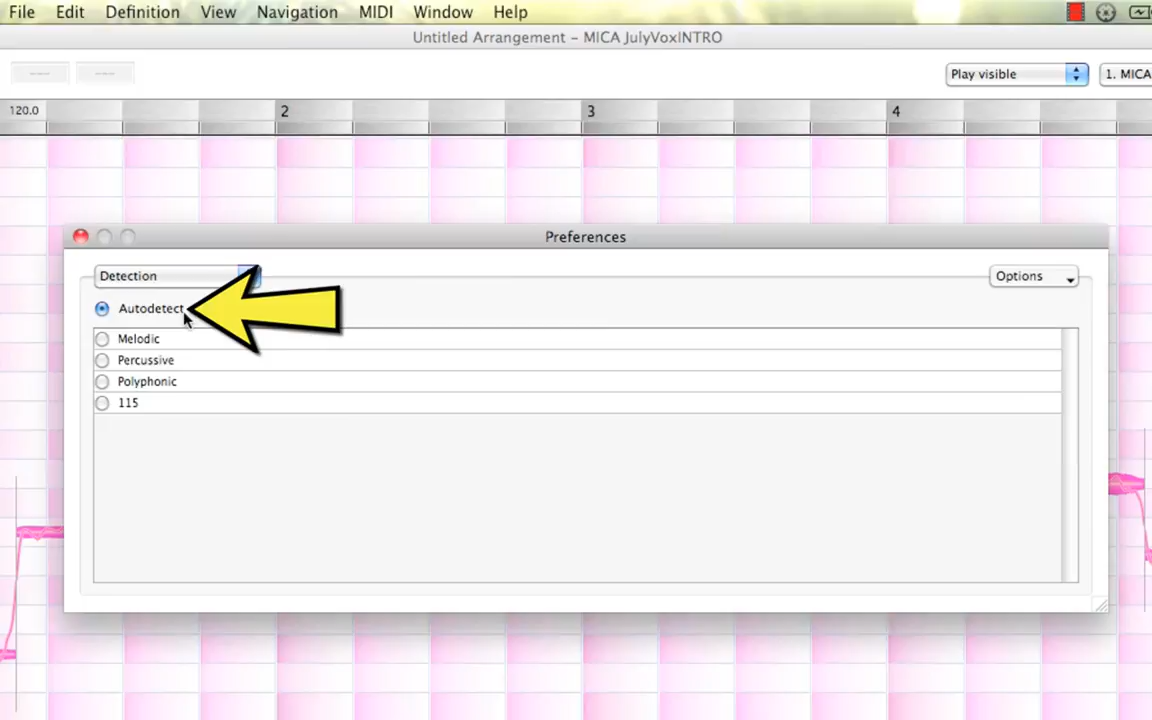 File Edit Definition View Navigation MIDI Window Help
Untitled Arrangement – MICA JulyVoxINTRO
Play visible 1. MICA
120.0 2 3 4
Preferences
Detection Options
Autodetect
Melodic
Percussive
Polyphonic
115